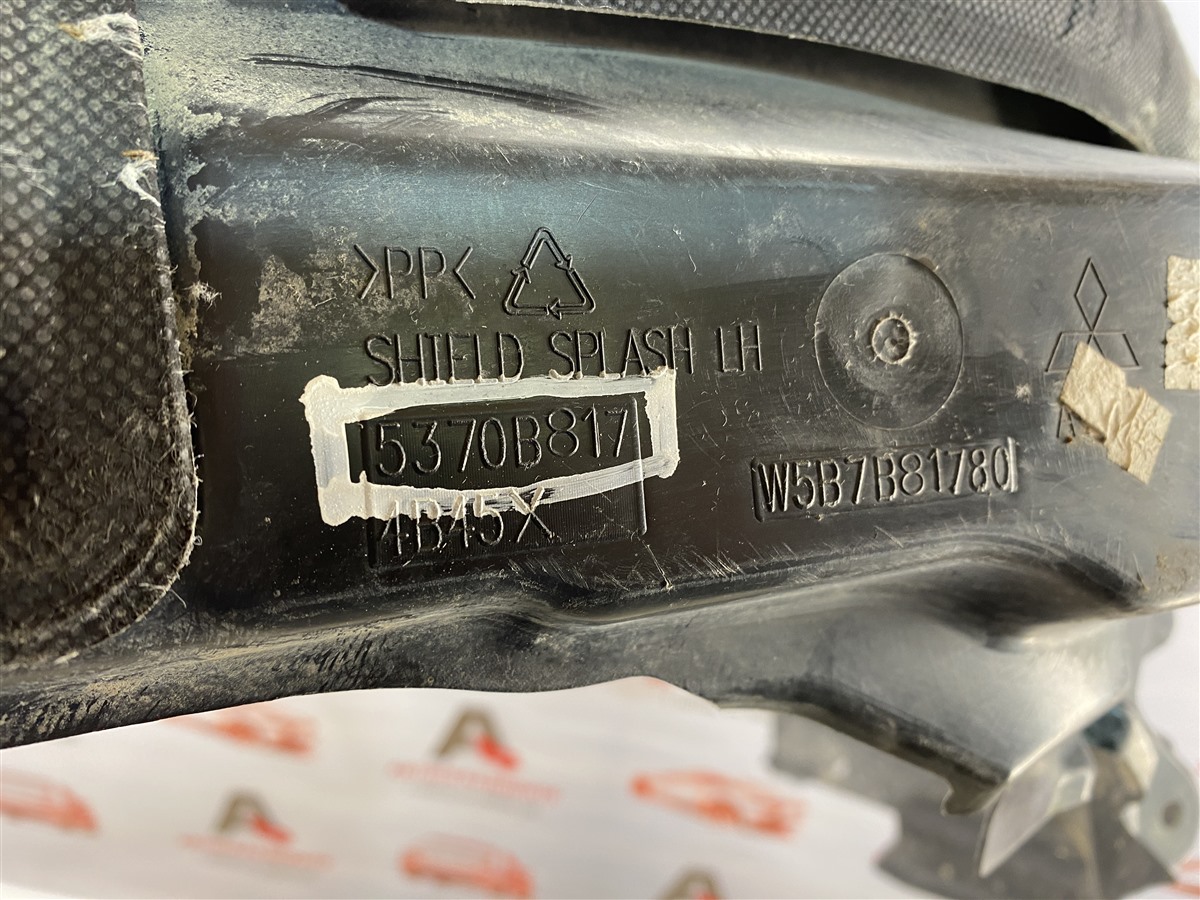 >PP<
SHIELD SPLASH LH
5370B817
4B45X
W5B7B81780